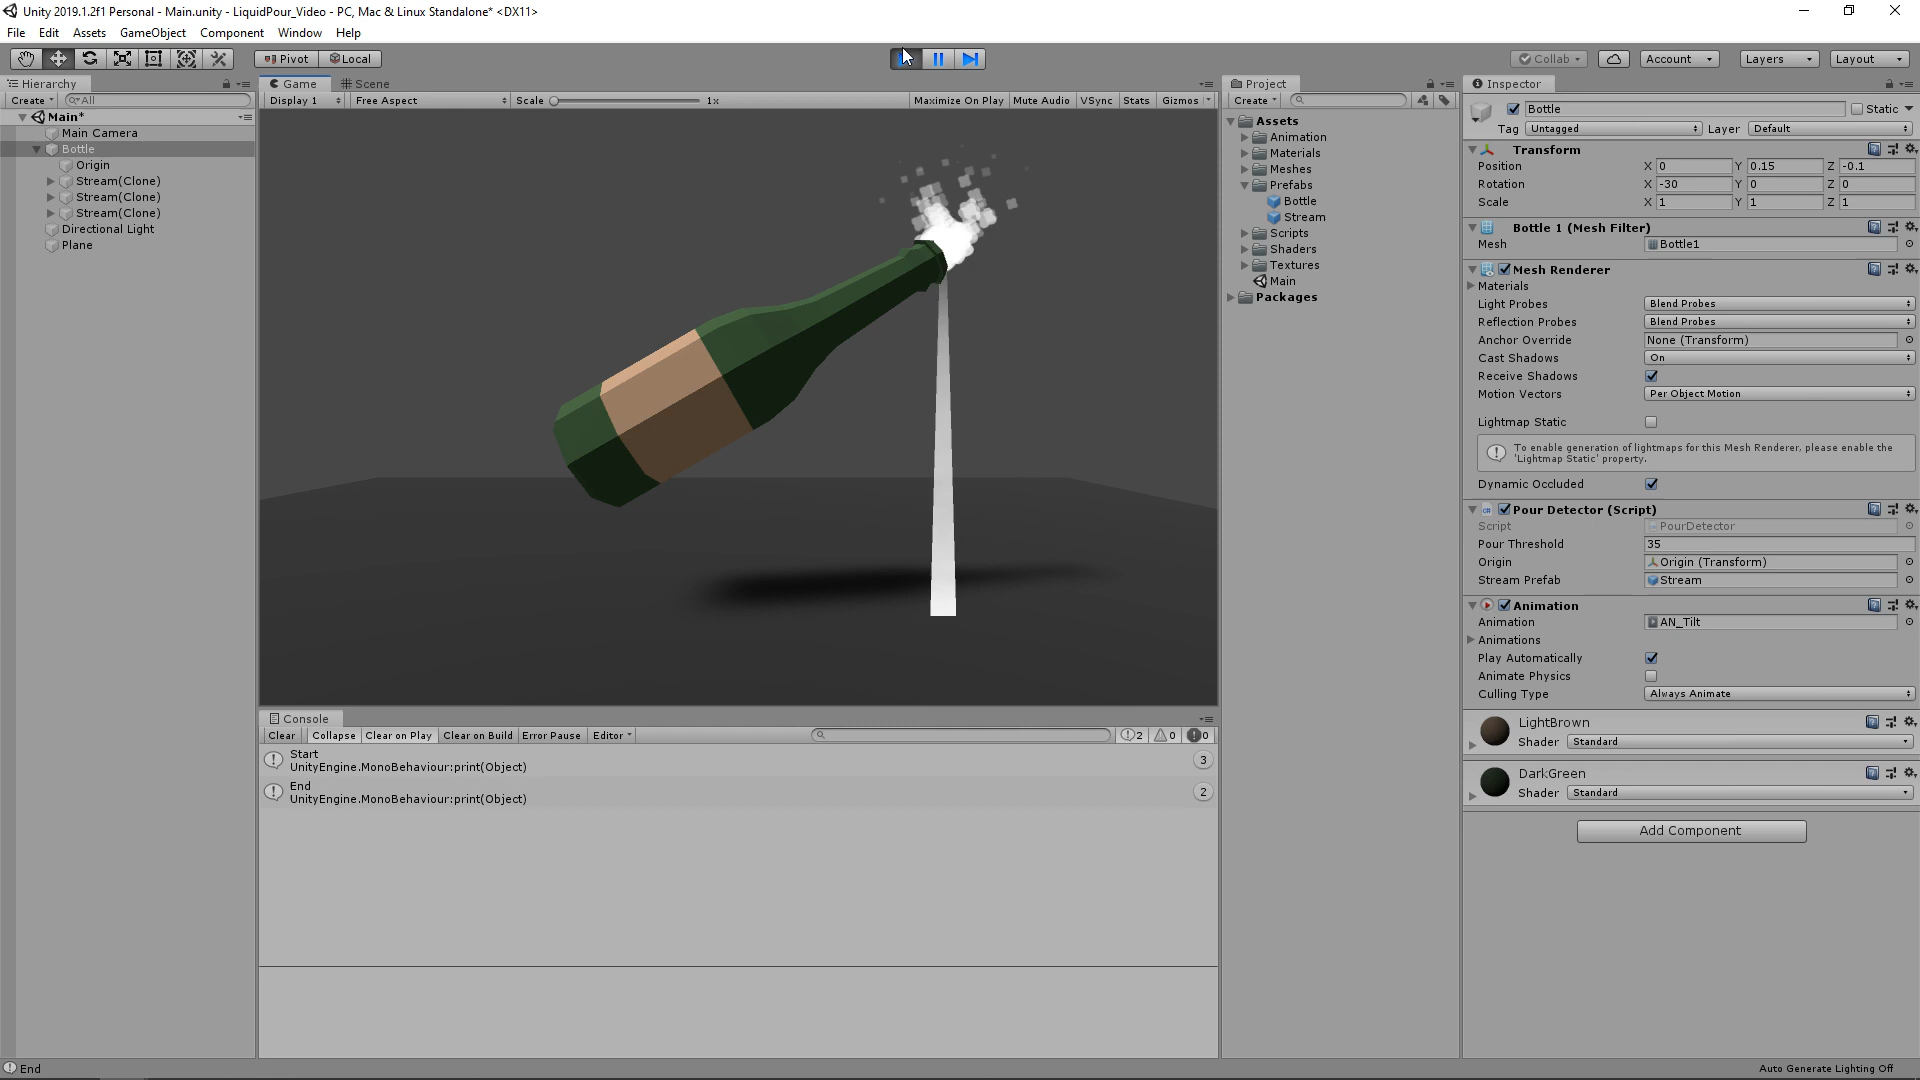 Unity 2019.1.2f1 Personal - Main.unity - LiquidPour_Video - PC, Mac & Linux Standalone* <DX11>
File Edit Assets GameObject Component Window Help
Pivot Local
Collab Account Layers Layout
Hierarchy
Create All
Main*
Main Camera
Bottle
Origin
Stream(Clone)
Stream(Clone)
Stream(Clone)
Directional Light
Plane
Game Scene
Display 1 Free Aspect Scale 1x Maximize On Play Mute Audio VSync Stats Gizmos
Console
Clear Collapse Clear on Play Clear on Build Error Pause Editor 2 0 0
Start
UnityEngine.MonoBehaviour:print(Object)
3
End
UnityEngine.MonoBehaviour:print(Object)
2
Project
Create
Assets
Animation
Materials
Meshes
Prefabs
Bottle
Stream
Scripts
Shaders
Textures
Main
Packages
Inspector
Bottle Static
Tag Untagged Layer Default
Transform
Position X 0 Y 0.15 Z -0.1
Rotation X -30 Y 0 Z 0
Scale X 1 Y 1 Z 1
Bottle 1 (Mesh Filter)
Mesh Bottle1
Mesh Renderer
Materials
Light Probes Blend Probes
Reflection Probes Blend Probes
Anchor Override None (Transform)
Cast Shadows On
Receive Shadows
Motion Vectors Per Object Motion
Lightmap Static
To enable generation of lightmaps for this Mesh Renderer, please enable the
'Lightmap Static' property.
Dynamic Occluded
Pour Detector (Script)
Script PourDetector
Pour Threshold 35
Origin Origin (Transform)
Stream Prefab Stream
Animation
Animation AN_Tilt
Animations
Play Automatically
Animate Physics
Culling Type Always Animate
LightBrown
Shader Standard
DarkGreen
Shader Standard
Add Component
End
Auto Generate Lighting Off